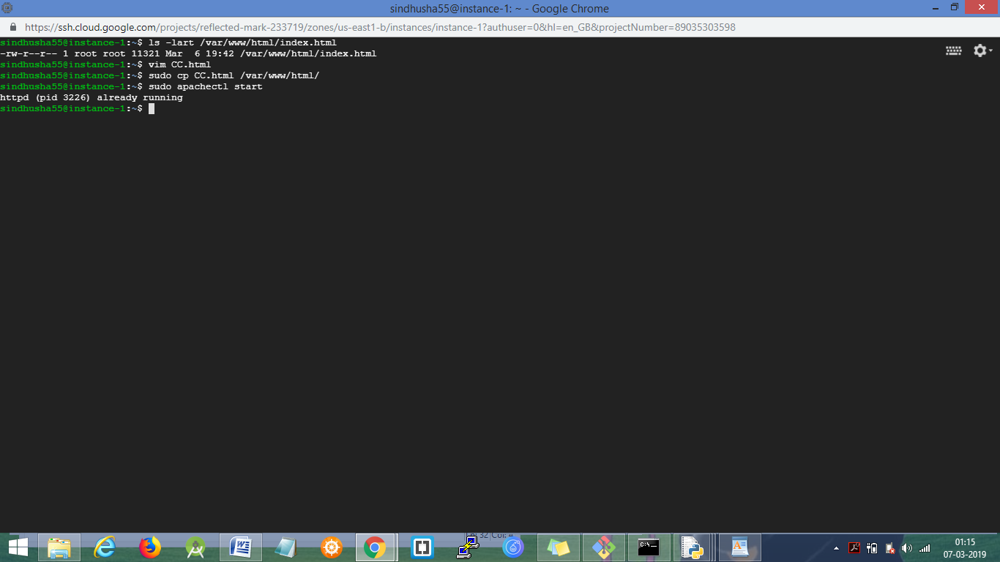 sindhusha55@instance-1: ~ - Google Chrome
https://ssh.cloud.google.com/projects/reflected-mark-233719/zones/us-east1-b/instances/instance-1?authuser=0&hl=en_GB&projectNumber=89035303598
sindhusha55@instance-1:~$ ls -lart /var/www/html/index.html
-rw-r--r-- 1 root root 11321 Mar  6 19:42 /var/www/html/index.html
sindhusha55@instance-1:~$ vim CC.html
sindhusha55@instance-1:~$ sudo cp CC.html /var/www/html/
sindhusha55@instance-1:~$ sudo apachectl start
httpd (pid 3226) already running
sindhusha55@instance-1:~$
32 Col: 4
01:15
07-03-2019